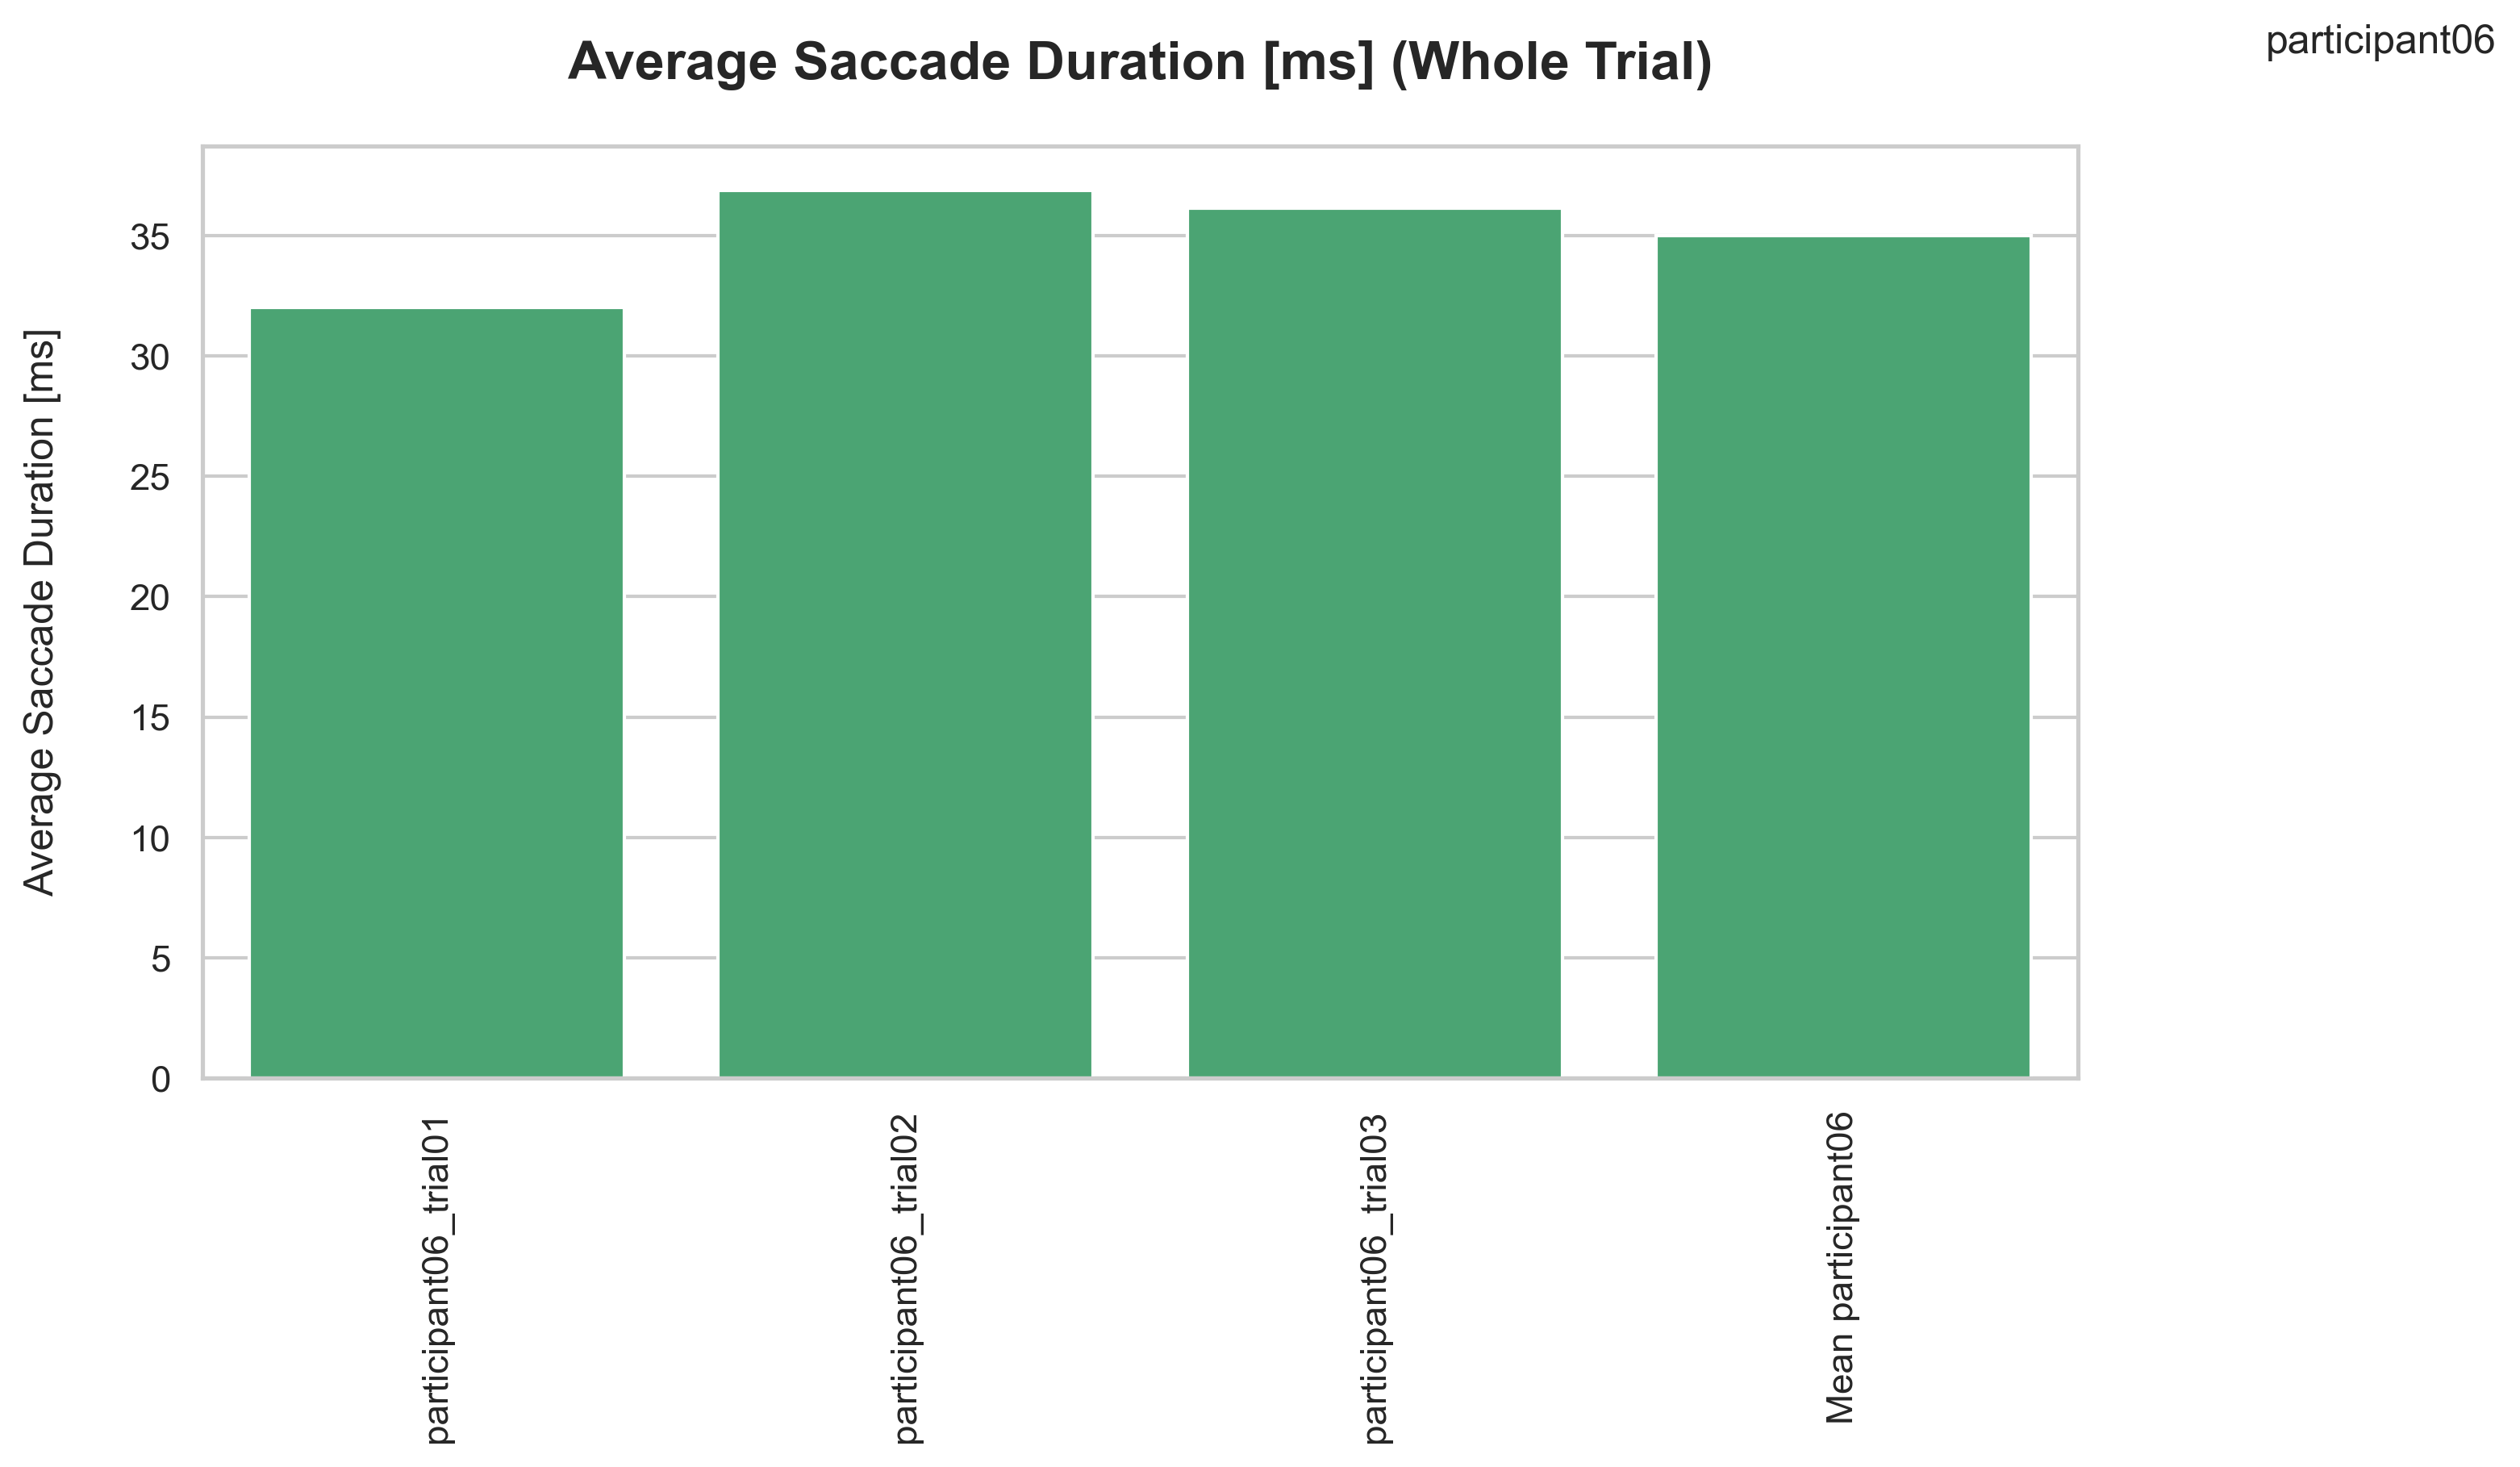 participant06
Average Saccade Duration [ms] (Whole Trial)
Average Saccade Duration [ms]
35
30
25
20
15
10
5
0
participant06_trial01
participant06_trial02
participant06_trial03
Mean participant06